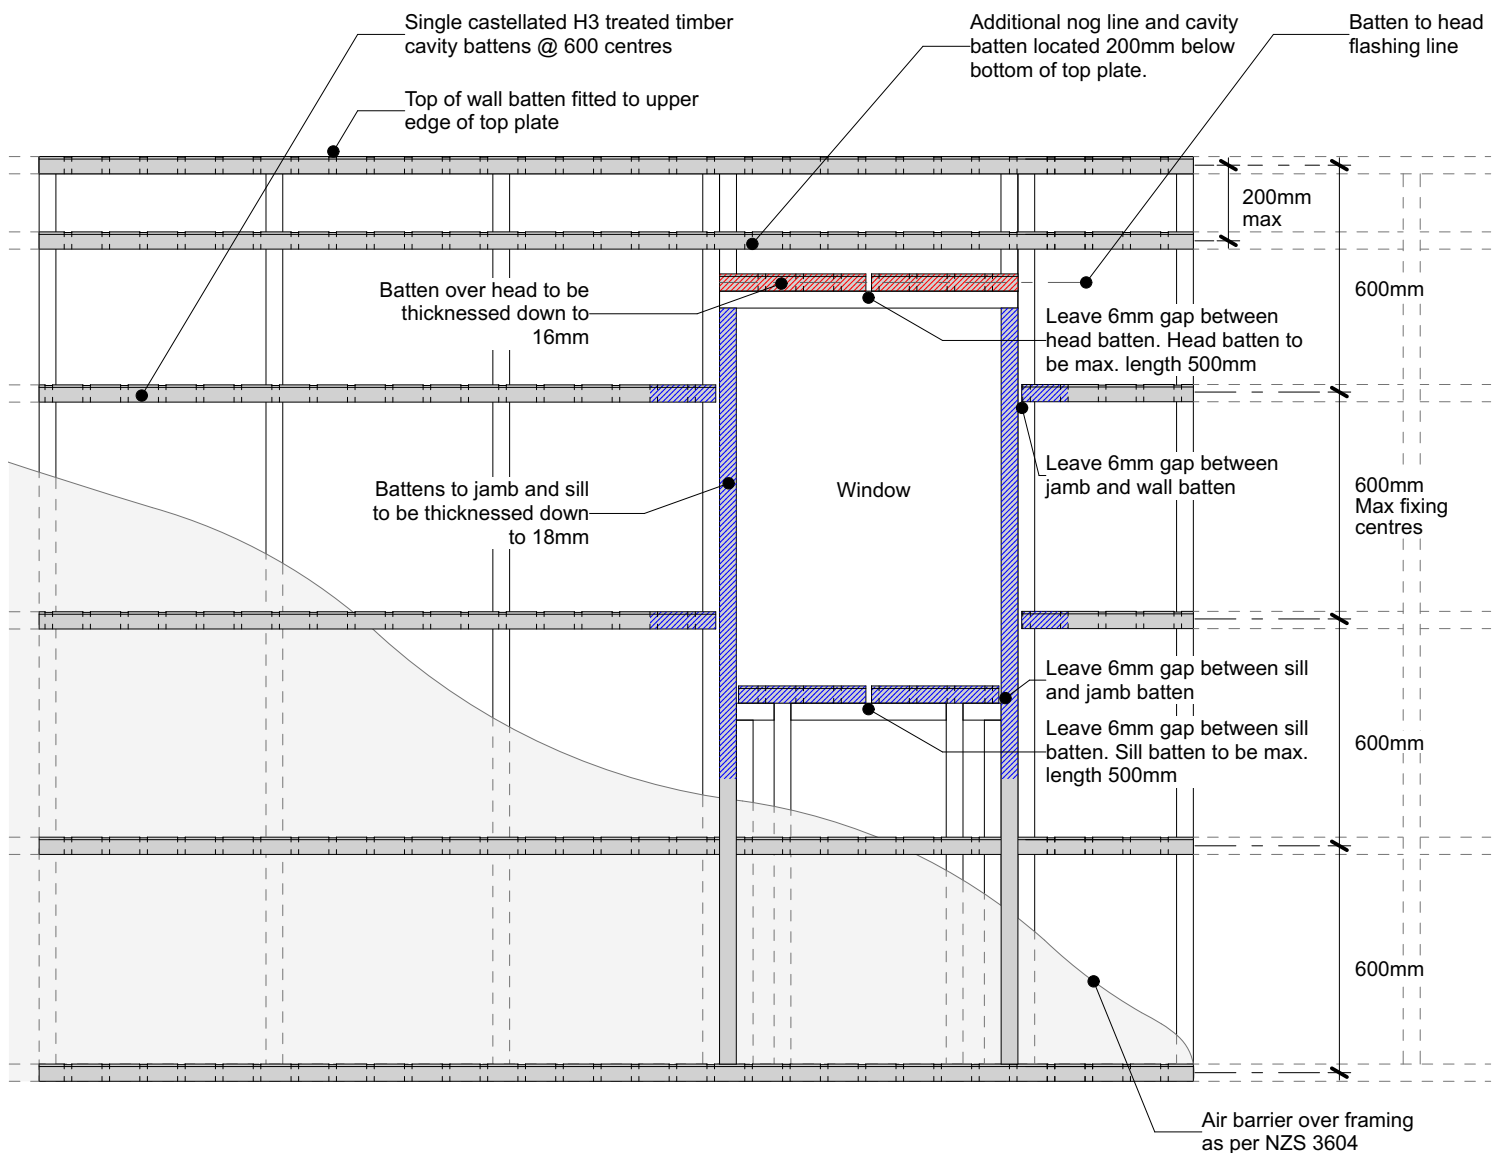 Single castellated H3 treated timber
cavity battens @ 600 centres
Additional nog line and cavity
batten located 200mm below
bottom of top plate.
Batten to head
flashing line
Top of wall batten fitted to upper
edge of top plate
200mm
max
600mm
Batten over head to be
thicknessed down to
16mm
Leave 6mm gap between
head batten. Head batten to
be max. length 500mm
Battens to jamb and sill
to be thicknessed down
to 18mm
Window
Leave 6mm gap between
jamb and wall batten
600mm
Max fixing
centres
Leave 6mm gap between sill
and jamb batten
Leave 6mm gap between sill
batten. Sill batten to be max.
length 500mm
600mm
600mm
Air barrier over framing
as per NZS 3604